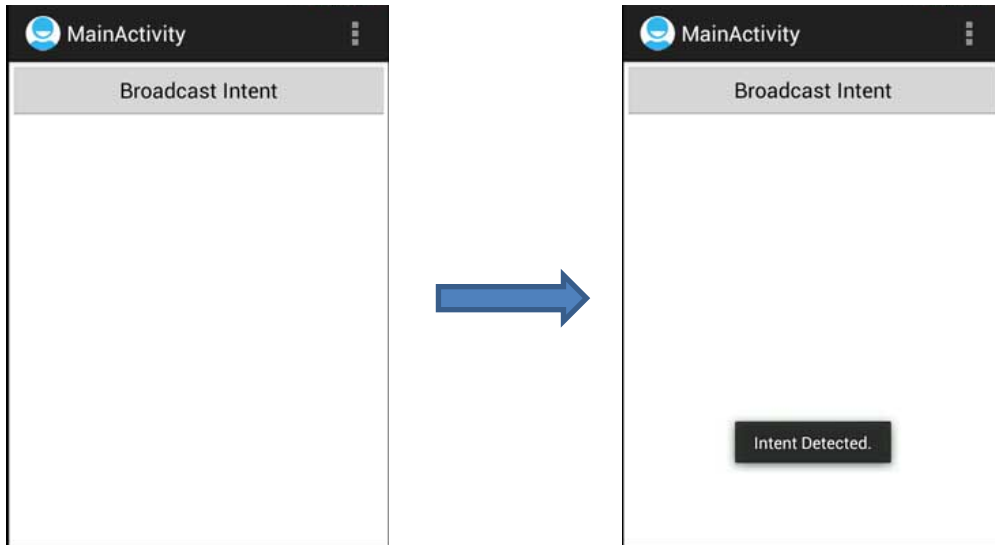 MainActivity
Broadcast Intent
MainActivity
Broadcast Intent
Intent Detected.